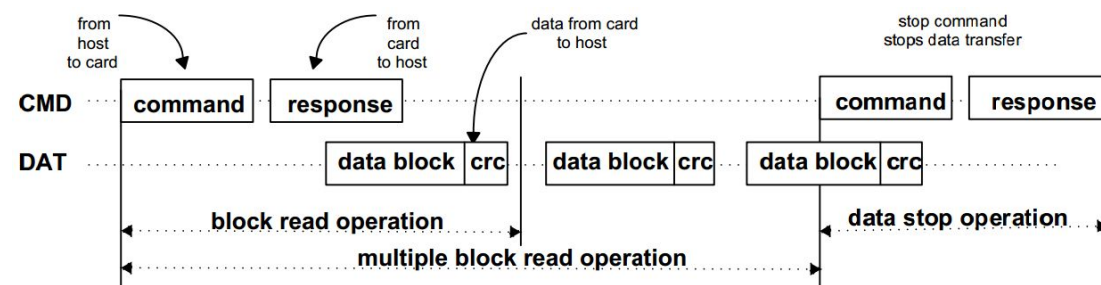 from
host
to card
from
card
to host
data from card
to host
stop command
stops data transfer
CMD command response command response
DAT data block crc data block crc data block crc
block read operation data stop operation
multiple block read operation